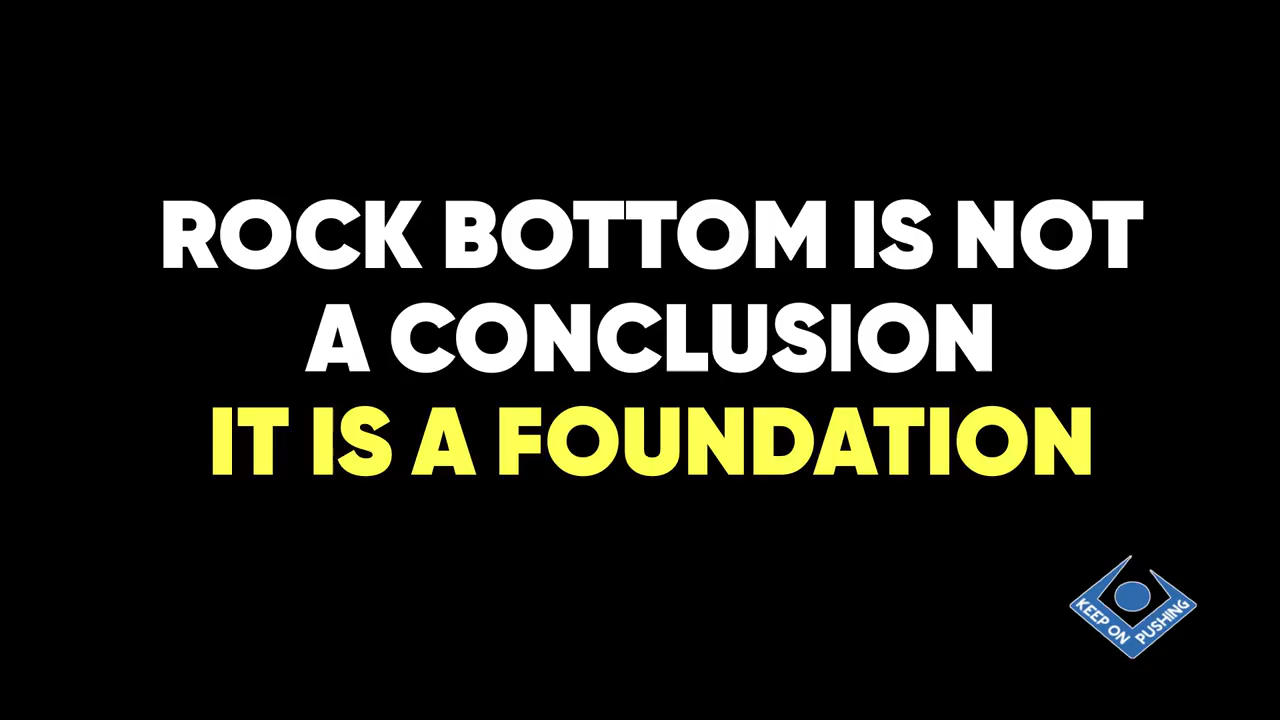 ROCK BOTTOM IS NOT
A CONCLUSION
IT IS A FOUNDATION
KEEP ON PUSHING